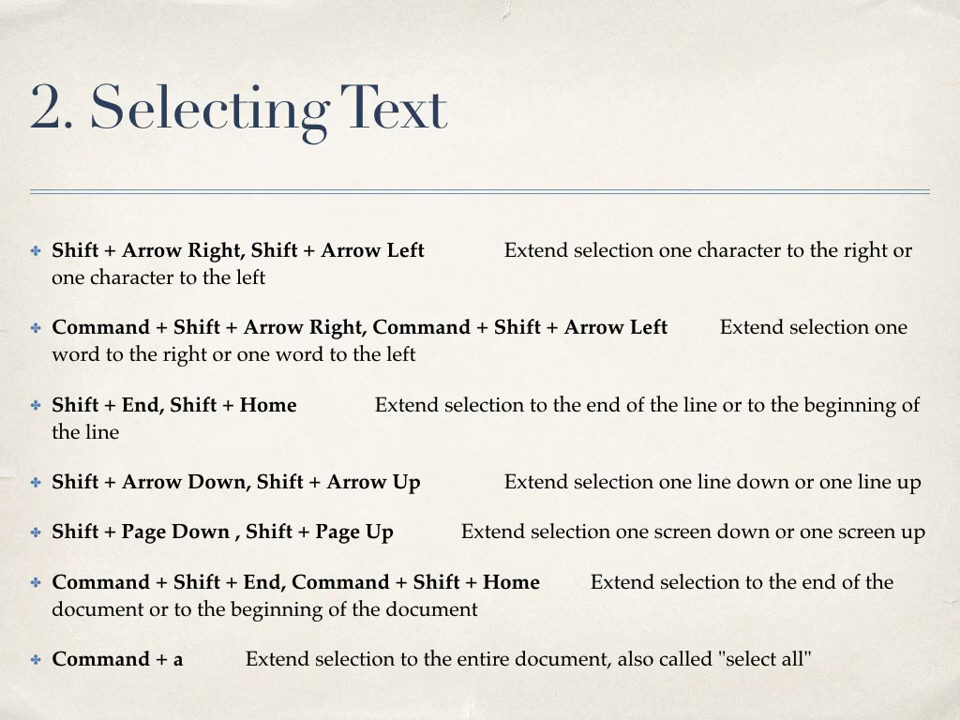 2. Selecting Text
Shift + Arrow Right, Shift + Arrow Left Extend selection one character to the right or
one character to the left
Command + Shift + Arrow Right, Command + Shift + Arrow Left Extend selection one
word to the right or one word to the left
Shift + End, Shift + Home Extend selection to the end of the line or to the beginning of
the line
Shift + Arrow Down, Shift + Arrow Up Extend selection one line down or one line up
Shift + Page Down , Shift + Page Up Extend selection one screen down or one screen up
Command + Shift + End, Command + Shift + Home Extend selection to the end of the
document or to the beginning of the document
Command + a Extend selection to the entire document, also called "select all"